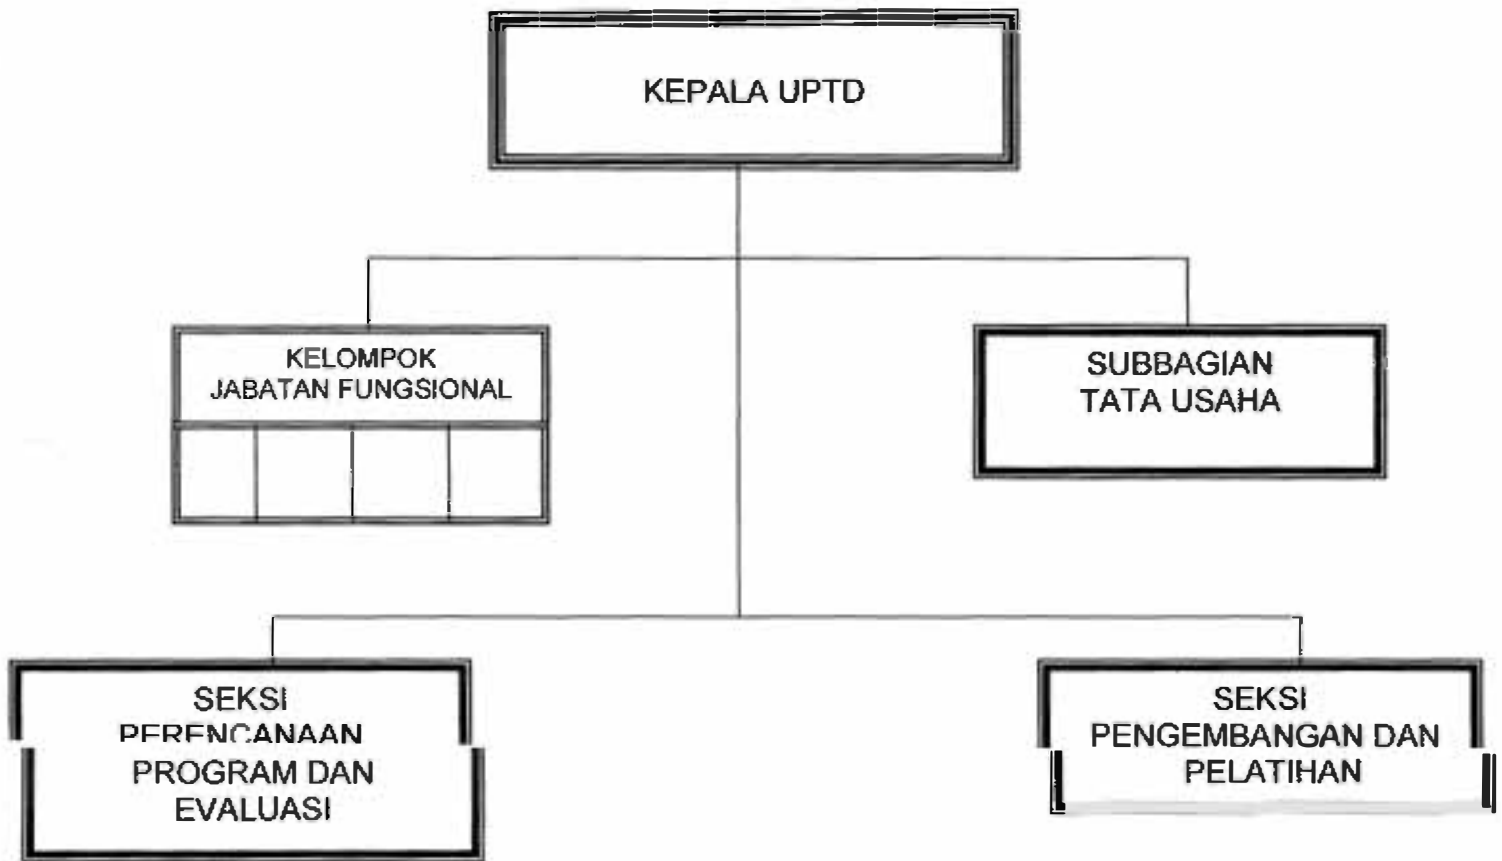 KEPALA UPTD
KELOMPOK
JABATAN FUNGSIONAL
SUBBAGIAN
TATA USAHA
SEKSI
PERENCANAAN
PROGRAM DAN
EVALUASI
SEKSI
PENGEMBANGAN DAN
PELATIHAN